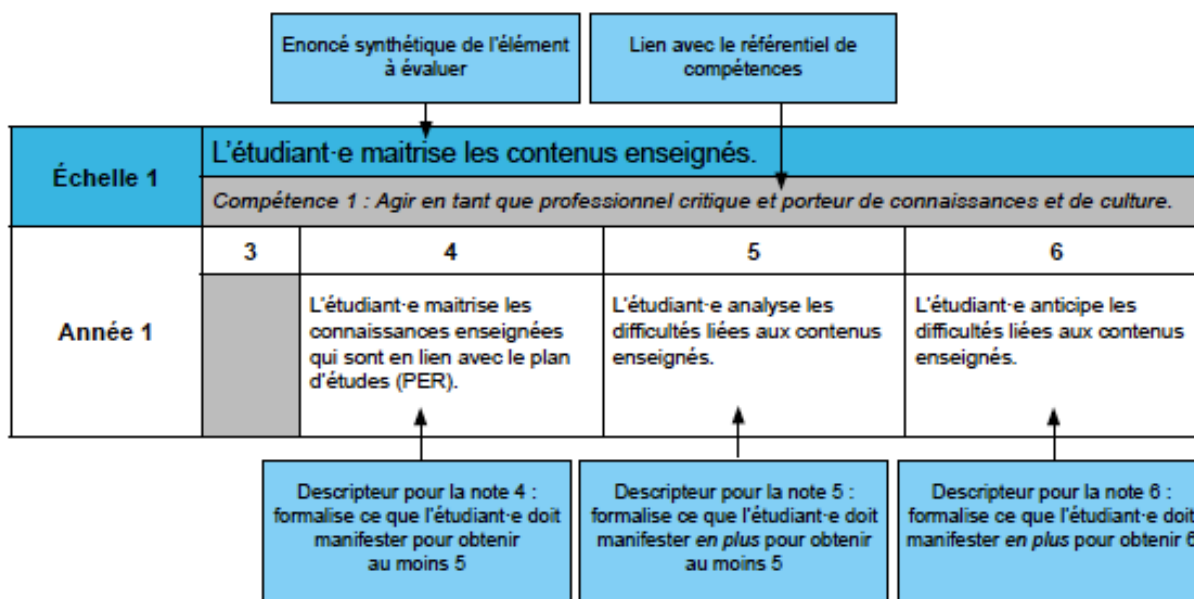 Enoncé synthétique de l'élément
à évaluer
Lien avec le référentiel de
compétences
Échelle 1
L'étudiant·e maitrise les contenus enseignés.
Compétence 1 : Agir en tant que professionnel critique et porteur de connaissances et de culture.
Année 1
3
4
5
6
L'étudiant·e maitrise les
connaissances enseignées
qui sont en lien avec le plan
d'études (PER).
L'étudiant·e analyse les
difficultés liées aux contenus
enseignés.
L'étudiant·e anticipe les
difficultés liées aux contenus
enseignés.
Descripteur pour la note 4 :
formalise ce que l'étudiant·e doit
manifester pour obtenir
au moins 5
Descripteur pour la note 5 :
formalise ce que l'étudiant·e doit
manifester en plus pour obtenir
au moins 5
Descripteur pour la note 6 :
formalise ce que l'étudiant·e doit
manifester en plus pour obtenir 6